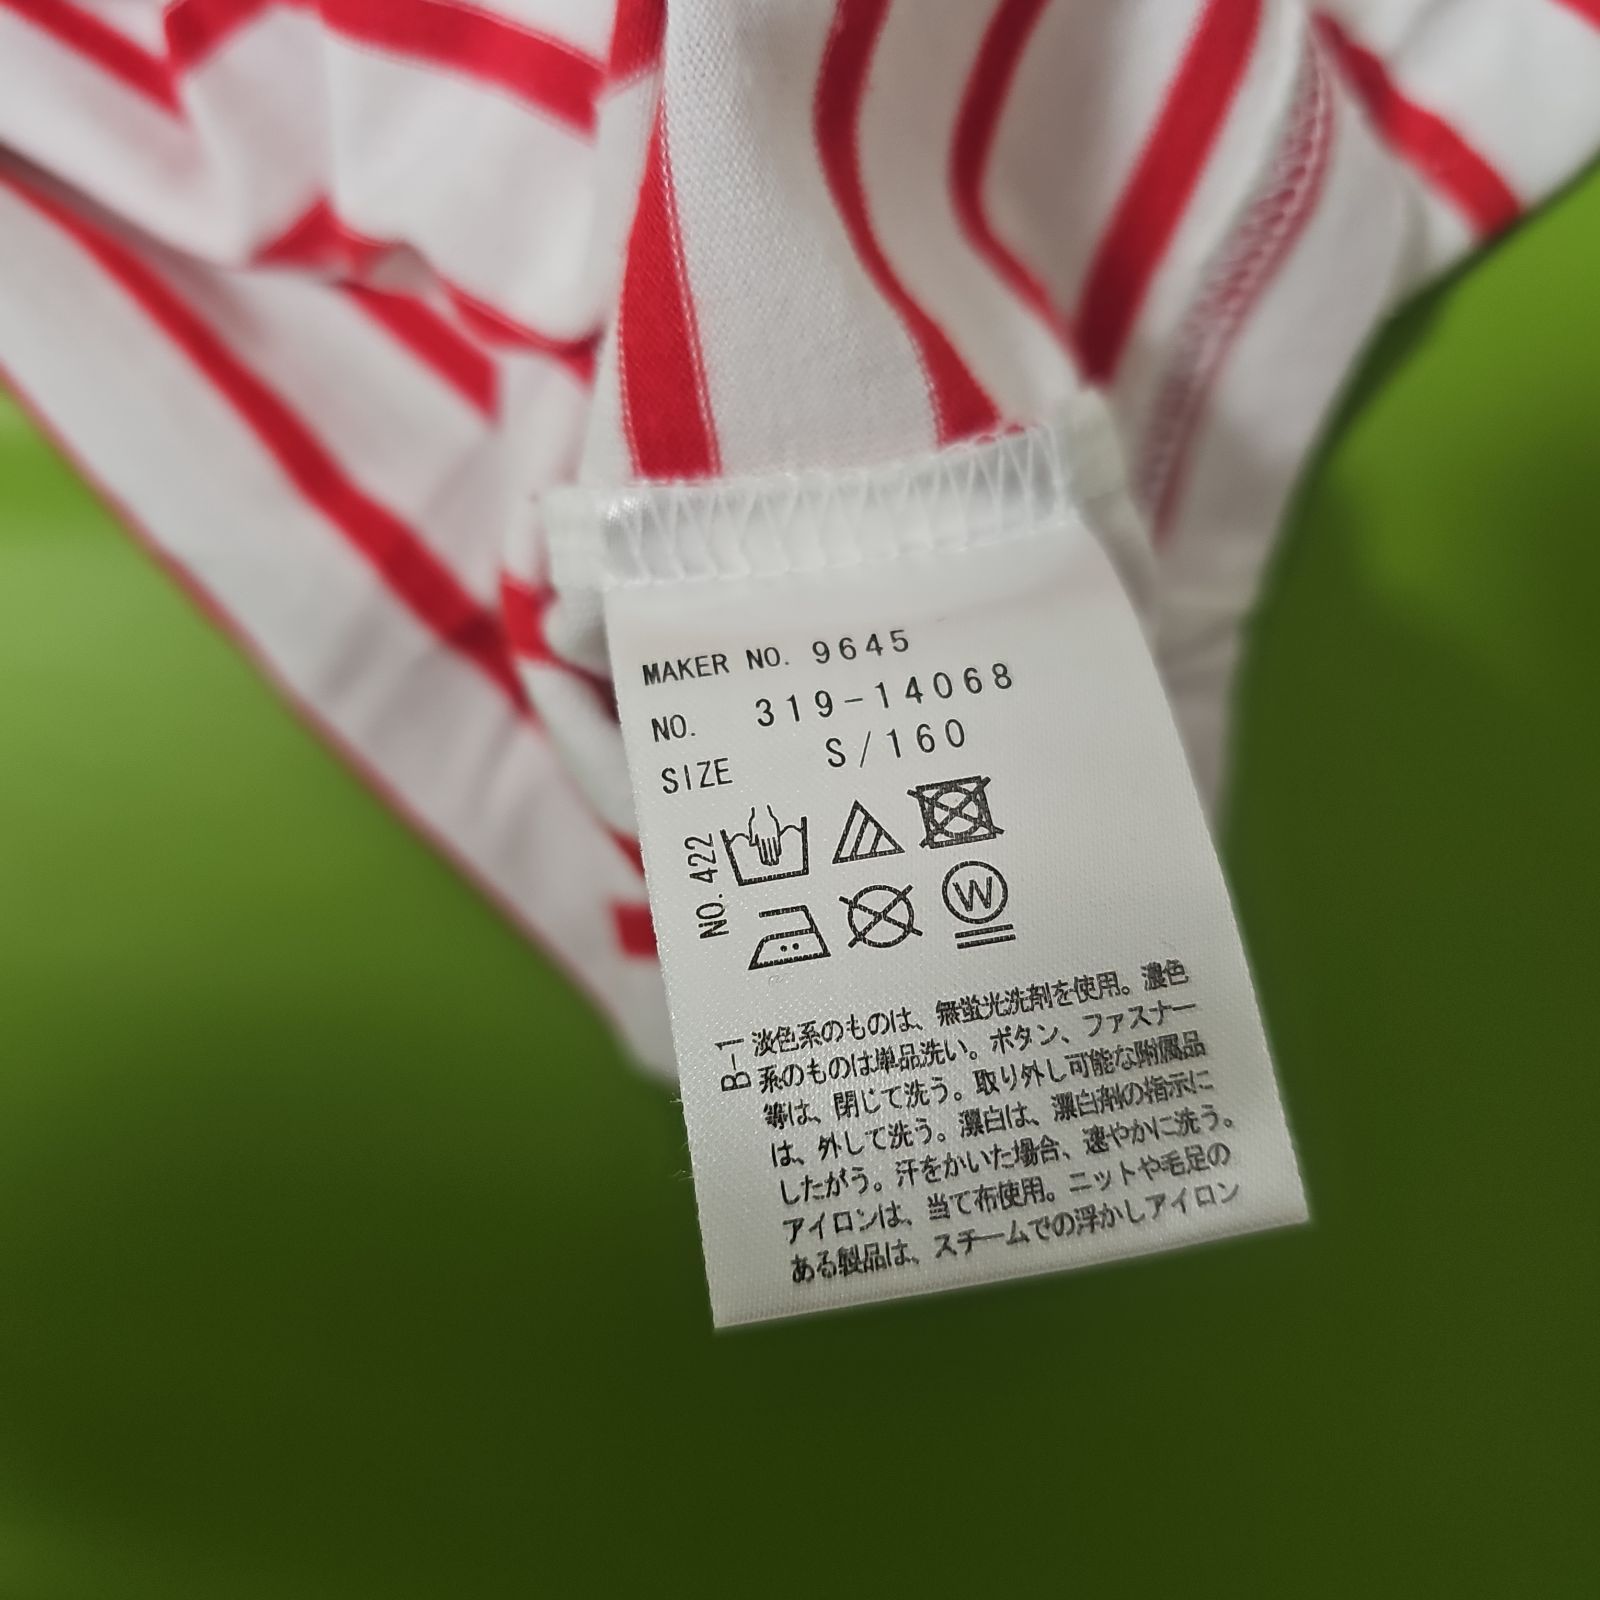 MAKER NO. 9645
NO. 319-14068
SIZE S/160
NO. 422
W
B-1
淡色系のものは、無蛍光洗剤を使用。濃色
系のものは単品洗い。ボタン、ファスナー
等は、閉じて洗う。取り外し可能な附属品
は、外して洗う。漂白は、漂白剤の指示に
したがう。汗をかいた場合、速やかに洗う。
アイロンは、当て布使用。ニットや毛足の
ある製品は、スチームでの浮かしアイロン